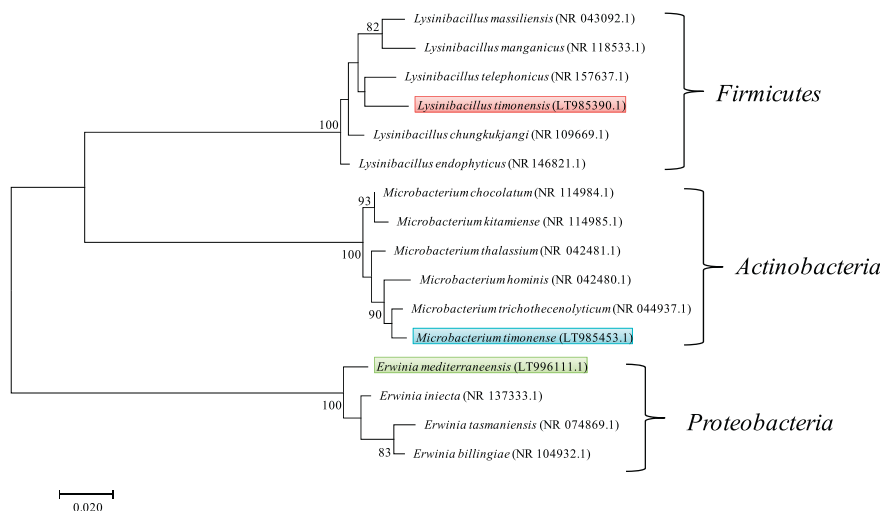 Lysinibacillus massiliensis (NR 043092.1)
82
Lysinibacillus manganicus (NR 118533.1)
Lysinibacillus telephonicus (NR 157637.1)
Firmicutes
Lysinibacillus timonensis (LT985390.1)
100
Lysinibacillus chungkukjangi (NR 109669.1)
Lysinibacillus endophyticus (NR 146821.1)
Microbacterium chocolatum (NR 114984.1)
93
Microbacterium kitamiense (NR 114985.1)
100
Microbacterium thalassium (NR 042481.1)
Actinobacteria
Microbacterium hominis (NR 042480.1)
Microbacterium trichothecenolyticum (NR 044937.1)
90
Microbacterium timonense (LT985453.1)
Erwinia mediterraneensis (LT996111.1)
Erwinia iniecta (NR 137333.1)
100
Erwinia tasmaniensis (NR 074869.1)
Proteobacteria
83
Erwinia billingiae (NR 104932.1)
0.020